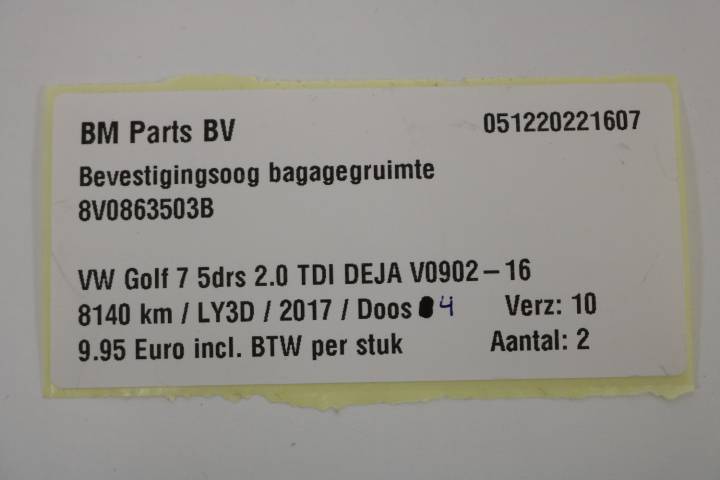 BM Parts BV 051220221607
Bevestigingsoog bagagegruimte
8V0863503B
VW Golf 7 5drs 2.0 TDI DEJA V0902-16
8140 km / LY3D / 2017 / Doos 4 Verz: 10
9.95 Euro incl. BTW per stuk Aantal: 2